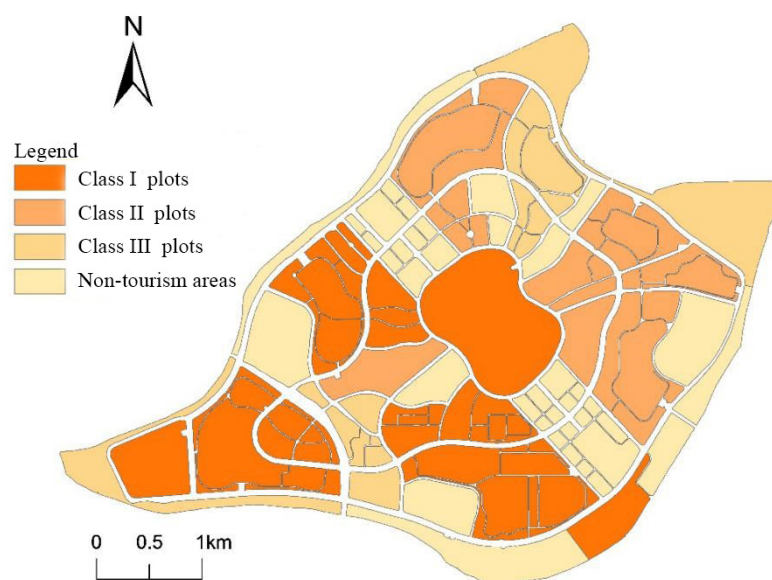 N
Legend
Class I plots
Class II plots
Class III plots
Non-tourism areas
0 0.5 1km